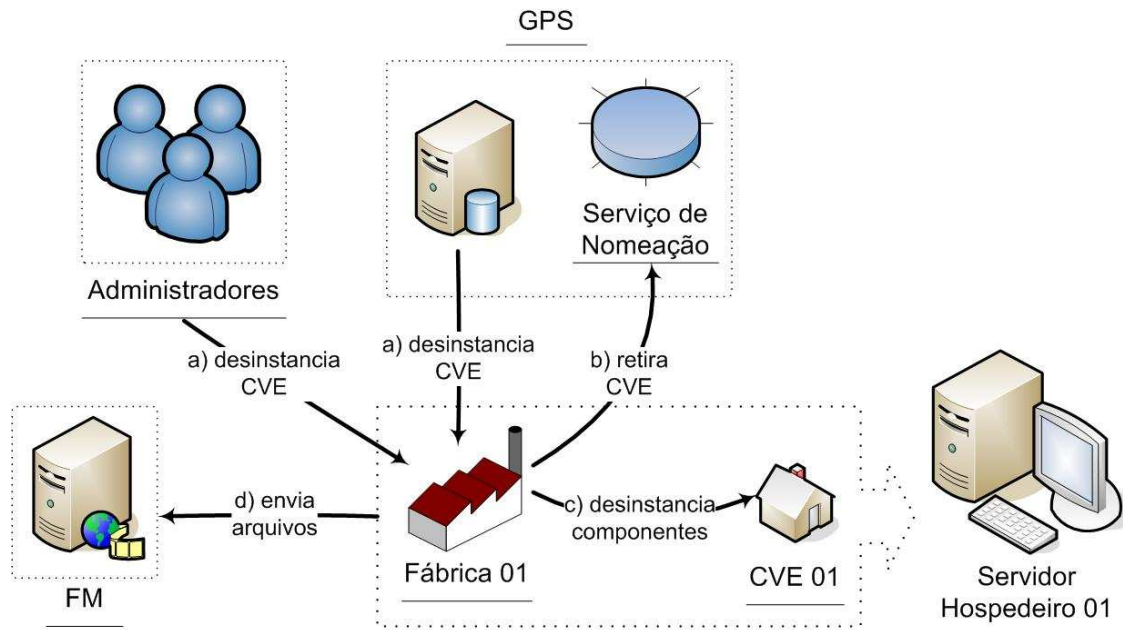 GPS
Serviço de
Nomeação
Administradores
a) desinstancia
CVE
a) desinstancia
CVE
b) retira
CVE
d) envia
arquivos
c) desinstancia
componentes
FM
Fábrica 01
CVE 01
Servidor
Hospedeiro 01